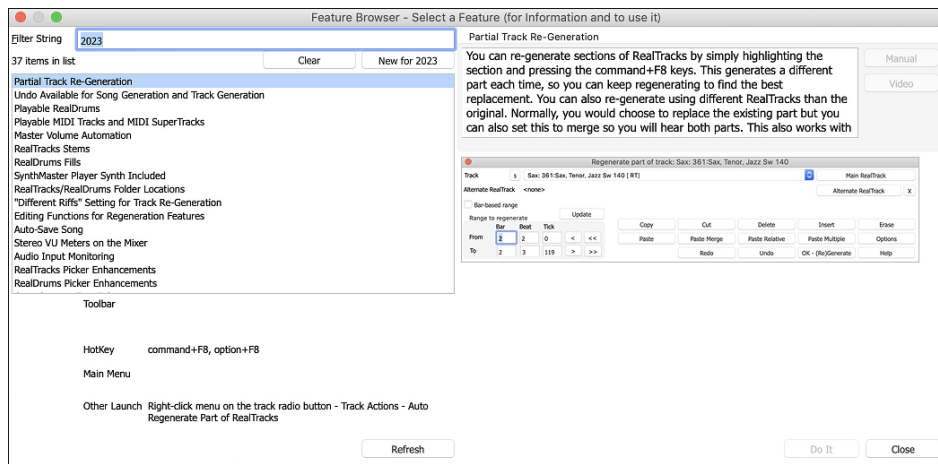 Feature Browser - Select a Feature (for Information and to use it)
Filter String
2023
37 items in list
Clear
New for 2023
Partial Track Re-Generation
Undo Available for Song Generation and Track Generation
Playable RealDrums
Playable MIDI Tracks and MIDI SuperTracks
Master Volume Automation
RealTracks Stems
RealDrums Fills
SynthMaster Player Synth Included
RealTracks/RealDrums Folder Locations
"Different Riffs" Setting for Track Re-Generation
Editing Functions for Regeneration Features
Auto-Save Song
Stereo VU Meters on the Mixer
Audio Input Monitoring
RealTracks Picker Enhancements
RealDrums Picker Enhancements
Toolbar
HotKey command+F8, option+F8
Main Menu
Other Launch Right-click menu on the track radio button - Track Actions - Auto
Regenerate Part of RealTracks
Refresh
Partial Track Re-Generation
You can re-generate sections of RealTracks by simply highlighting the
section and pressing the command+F8 keys. This generates a different
part each time, so you can keep regenerating to find the best
replacement. You can also re-generate using different RealTracks than the
original. Normally, you would choose to replace the existing part but you
can also set this to merge so you will hear both parts. This also works with
Manual
Video
Regenerate part of track: Sax: 361:Sax, Tenor, Jazz Sw 140
Track s Sax: 361:Sax, Tenor, Jazz Sw 140 [ RT] Main RealTrack
Alternate RealTrack <none> Alternate RealTrack X
Bar-based range
Range to regenerate Update
Bar Beat Tick
From 2 2 0 < <<
To 2 3 119 > >>
Copy Cut Delete Insert Erase
Paste Paste Merge Paste Relative Paste Multiple Options
Redo Undo OK - (Re)Generate Help
Do It
Close